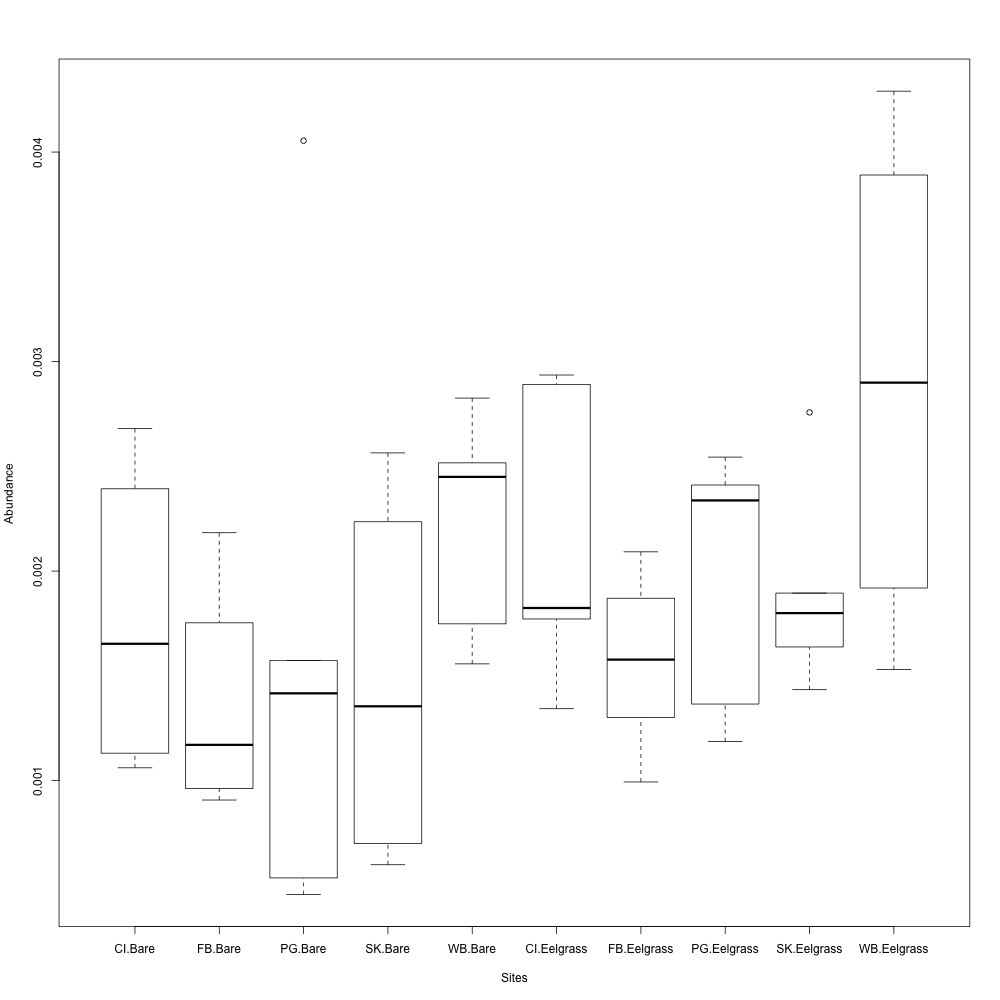 Abundance
0.004
0.003
0.002
0.001
CI.Bare FB.Bare PG.Bare SK.Bare WB.Bare CI.Eelgrass FB.Eelgrass PG.Eelgrass SK.Eelgrass WB.Eelgrass
Sites